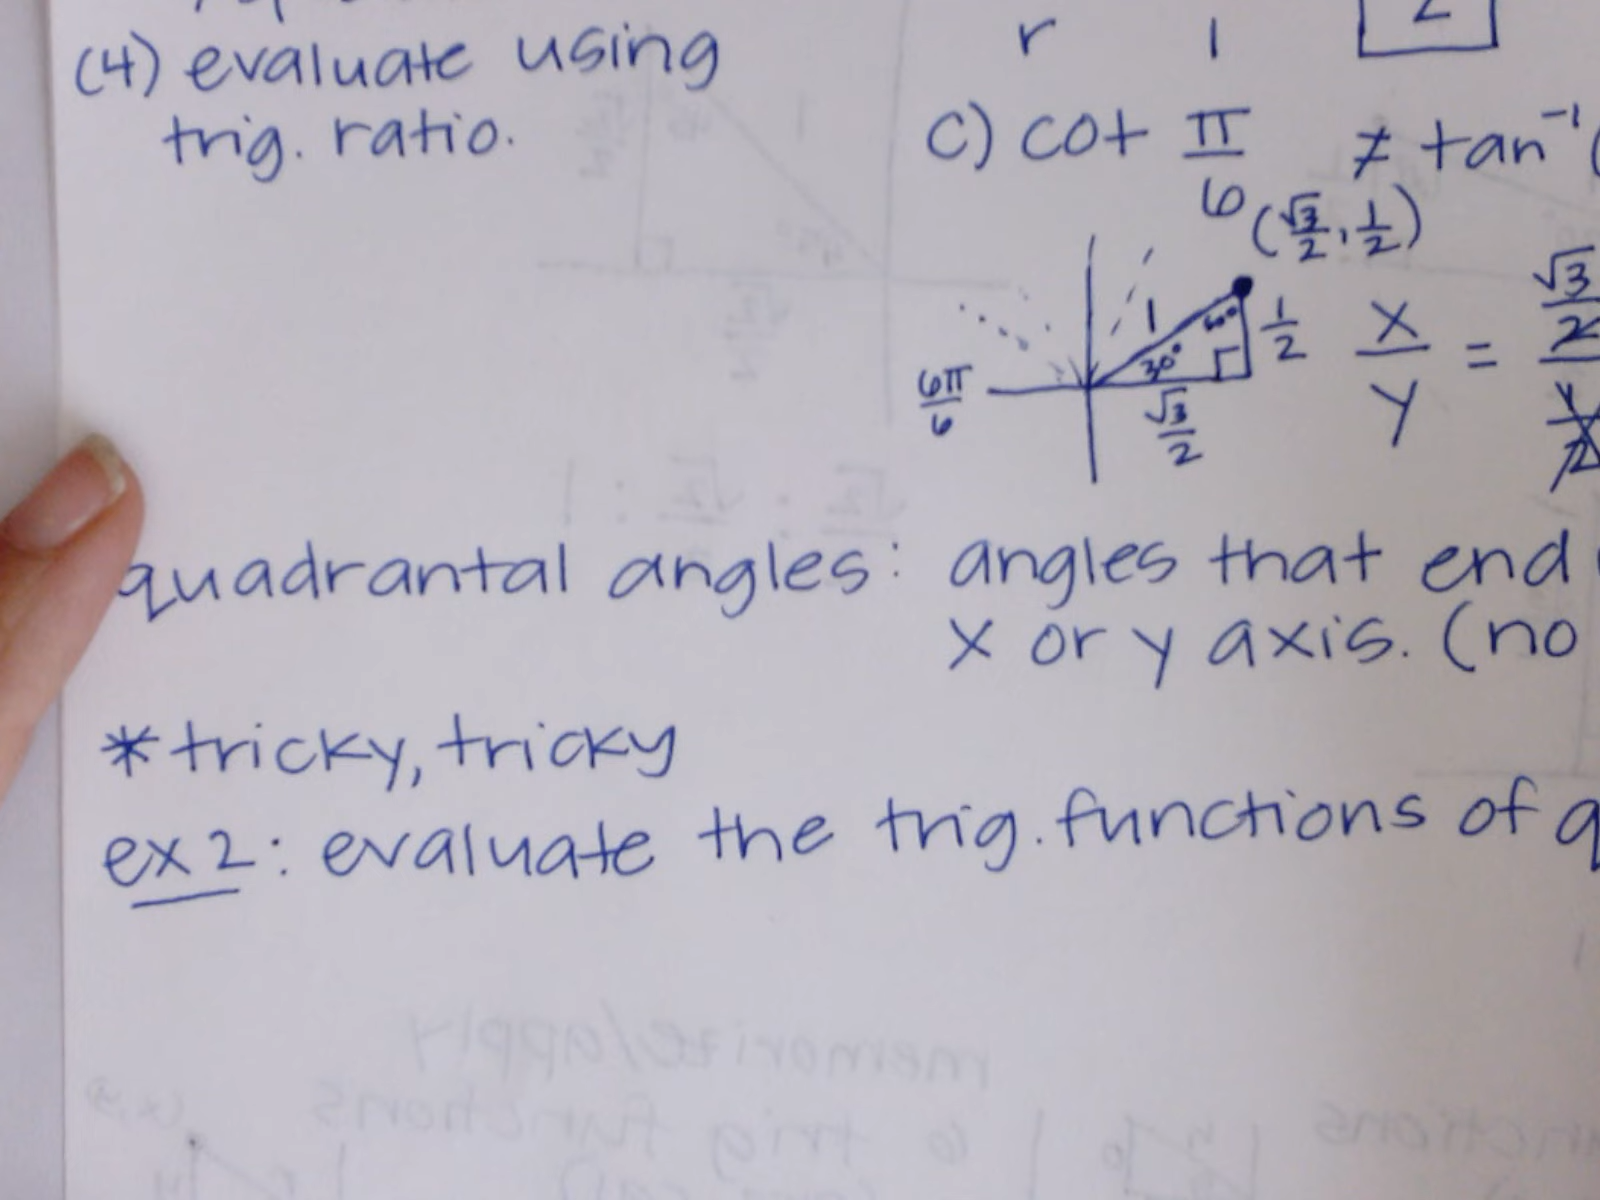 (4) evaluate using
trig. ratio.
r 1
c) cot π/6 ≠ tan⁻¹(
(√3/2, 1/2)
1
60°
30°
1/2
√3/2
6π/6
x/y = √3/2
quadrantal angles: angles that end
x or y axis. (no
*tricky, tricky
ex 2: evaluate the trig. functions of q